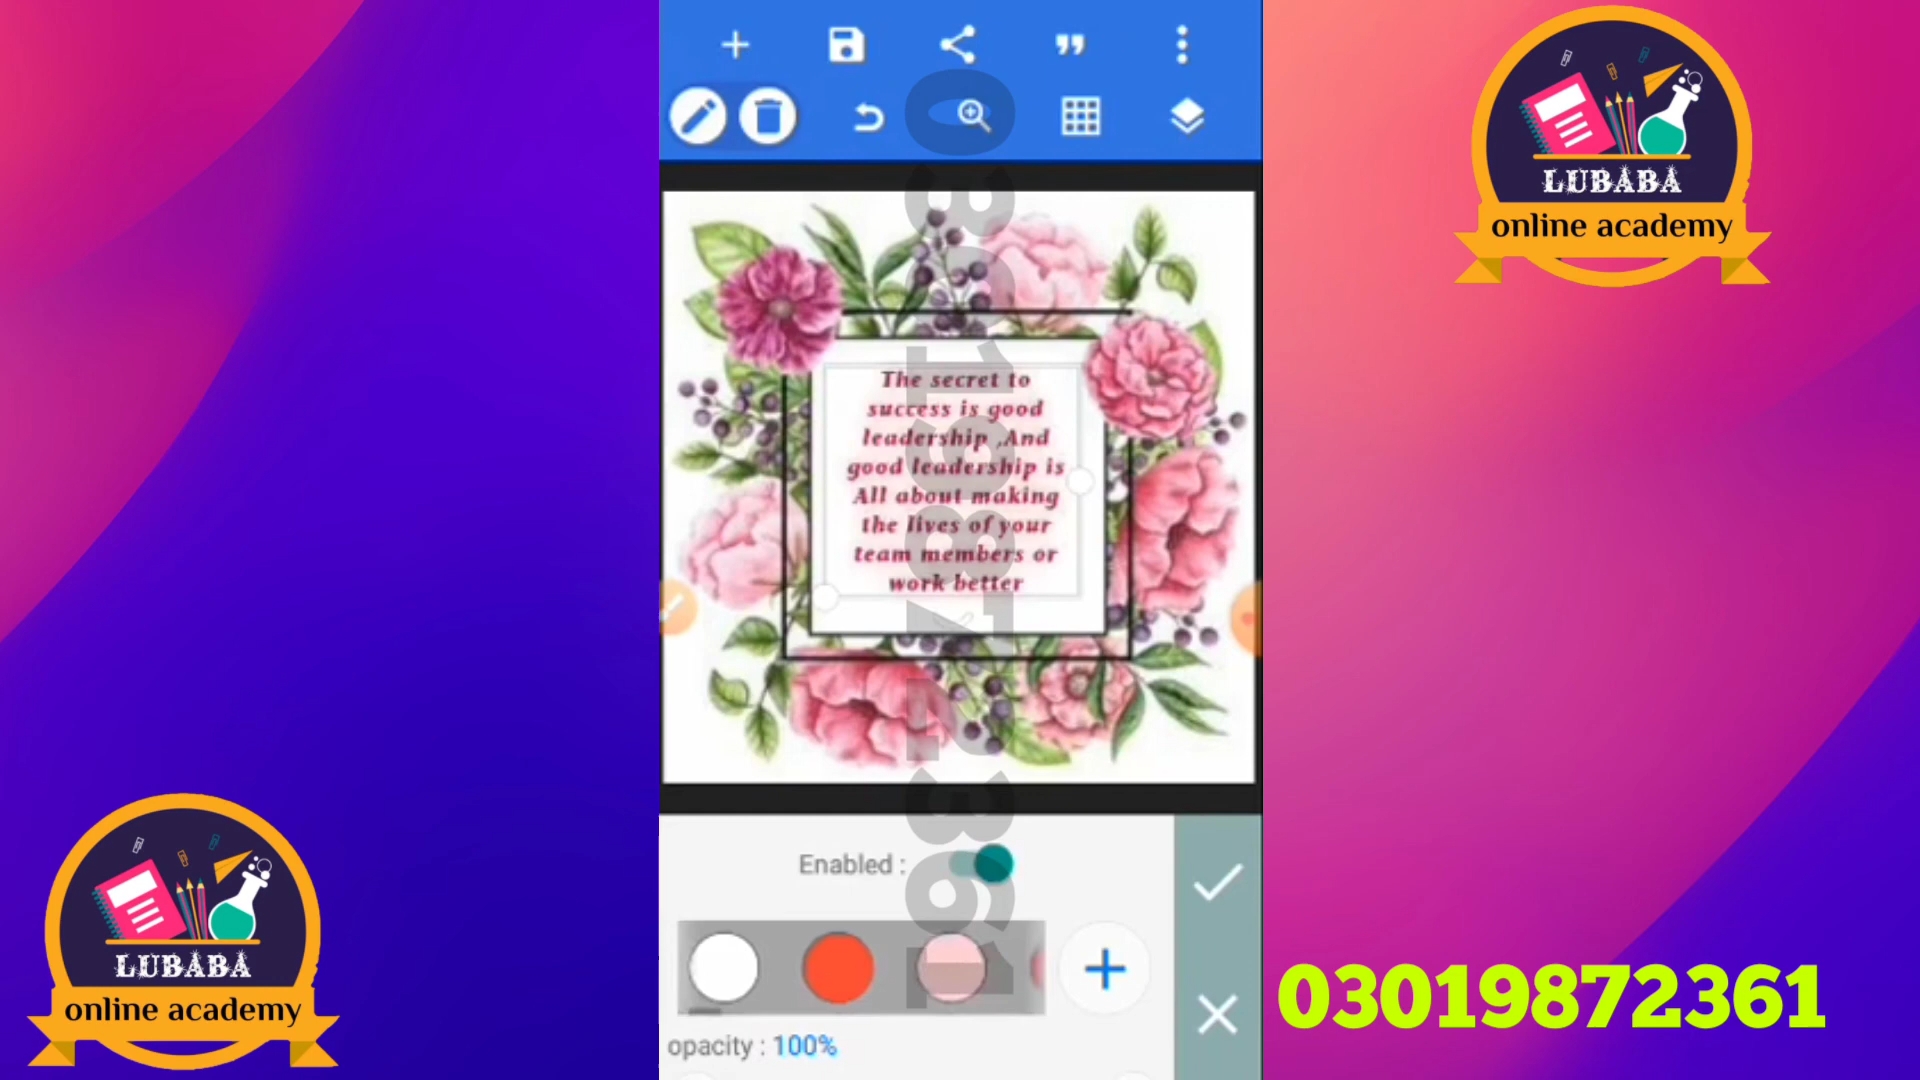 LUBABA
online academy
The secret to
success is good
leadership ,And
good leadership is
All about making
the lives of your
team members or
work better
03019872361
Enabled :
opacity : 100%
LUBABA
online academy
03019872361